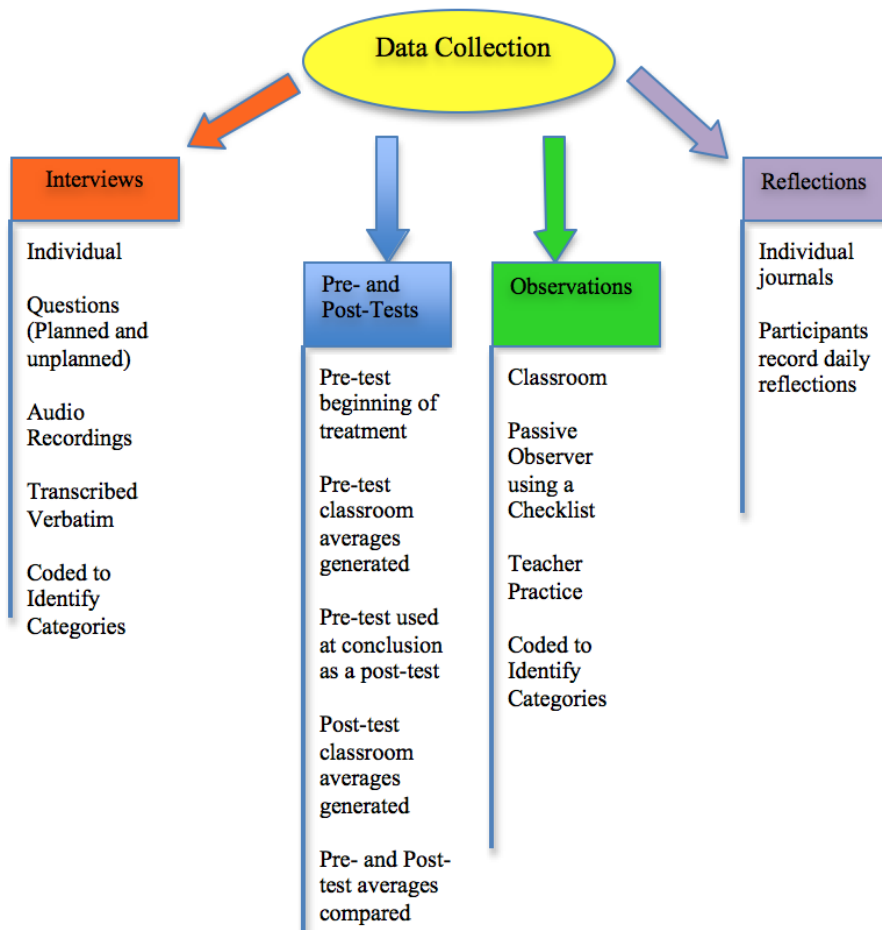 Data Collection
Interviews
Individual
Questions
(Planned and
unplanned)
Audio
Recordings
Transcribed
Verbatim
Coded to
Identify
Categories
Pre- and
Post-Tests
Pre-test
beginning of
treatment
Pre-test
classroom
averages
generated
Pre-test used
at conclusion
as a post-test
Post-test
classroom
averages
generated
Pre- and Post-
test averages
compared
Observations
Classroom
Passive
Observer
using a
Checklist
Teacher
Practice
Coded to
Identify
Categories
Reflections
Individual
journals
Participants
record daily
reflections